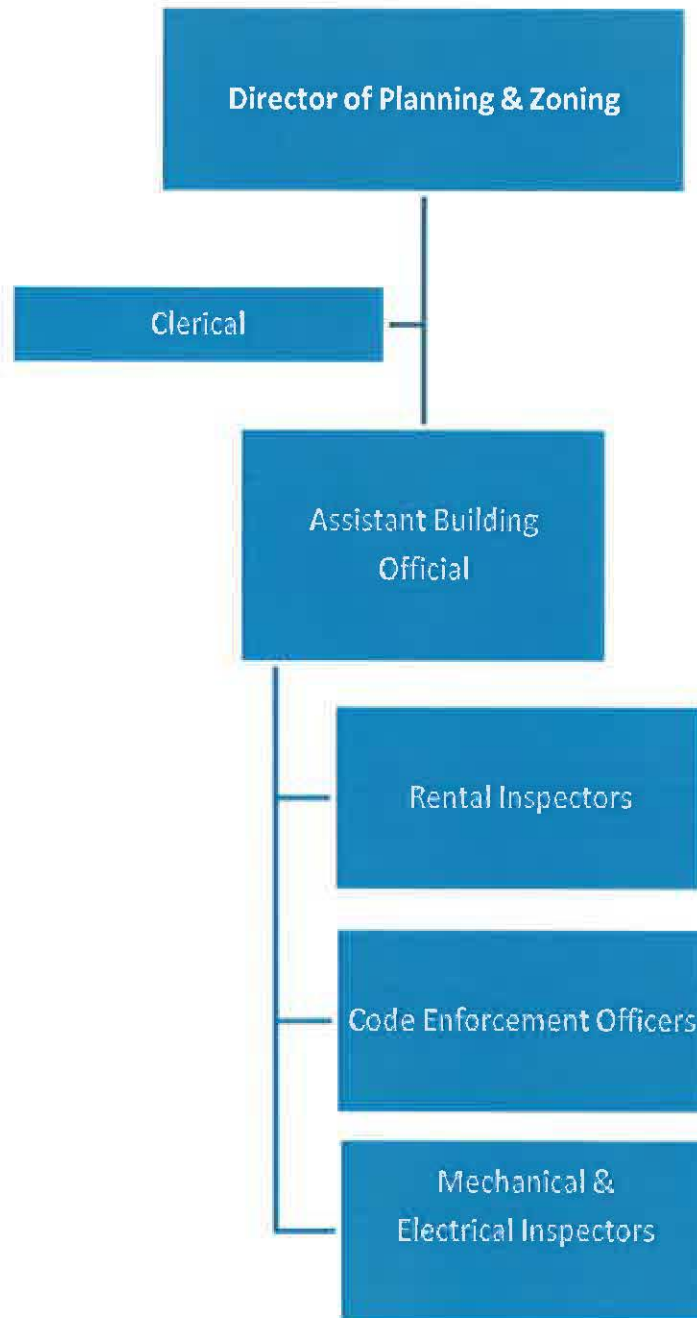 Director of Planning & Zoning
Clerical
Assistant Building
Official
Rental Inspectors
Code Enforcement Officers
Mechanical &
Electrical Inspectors